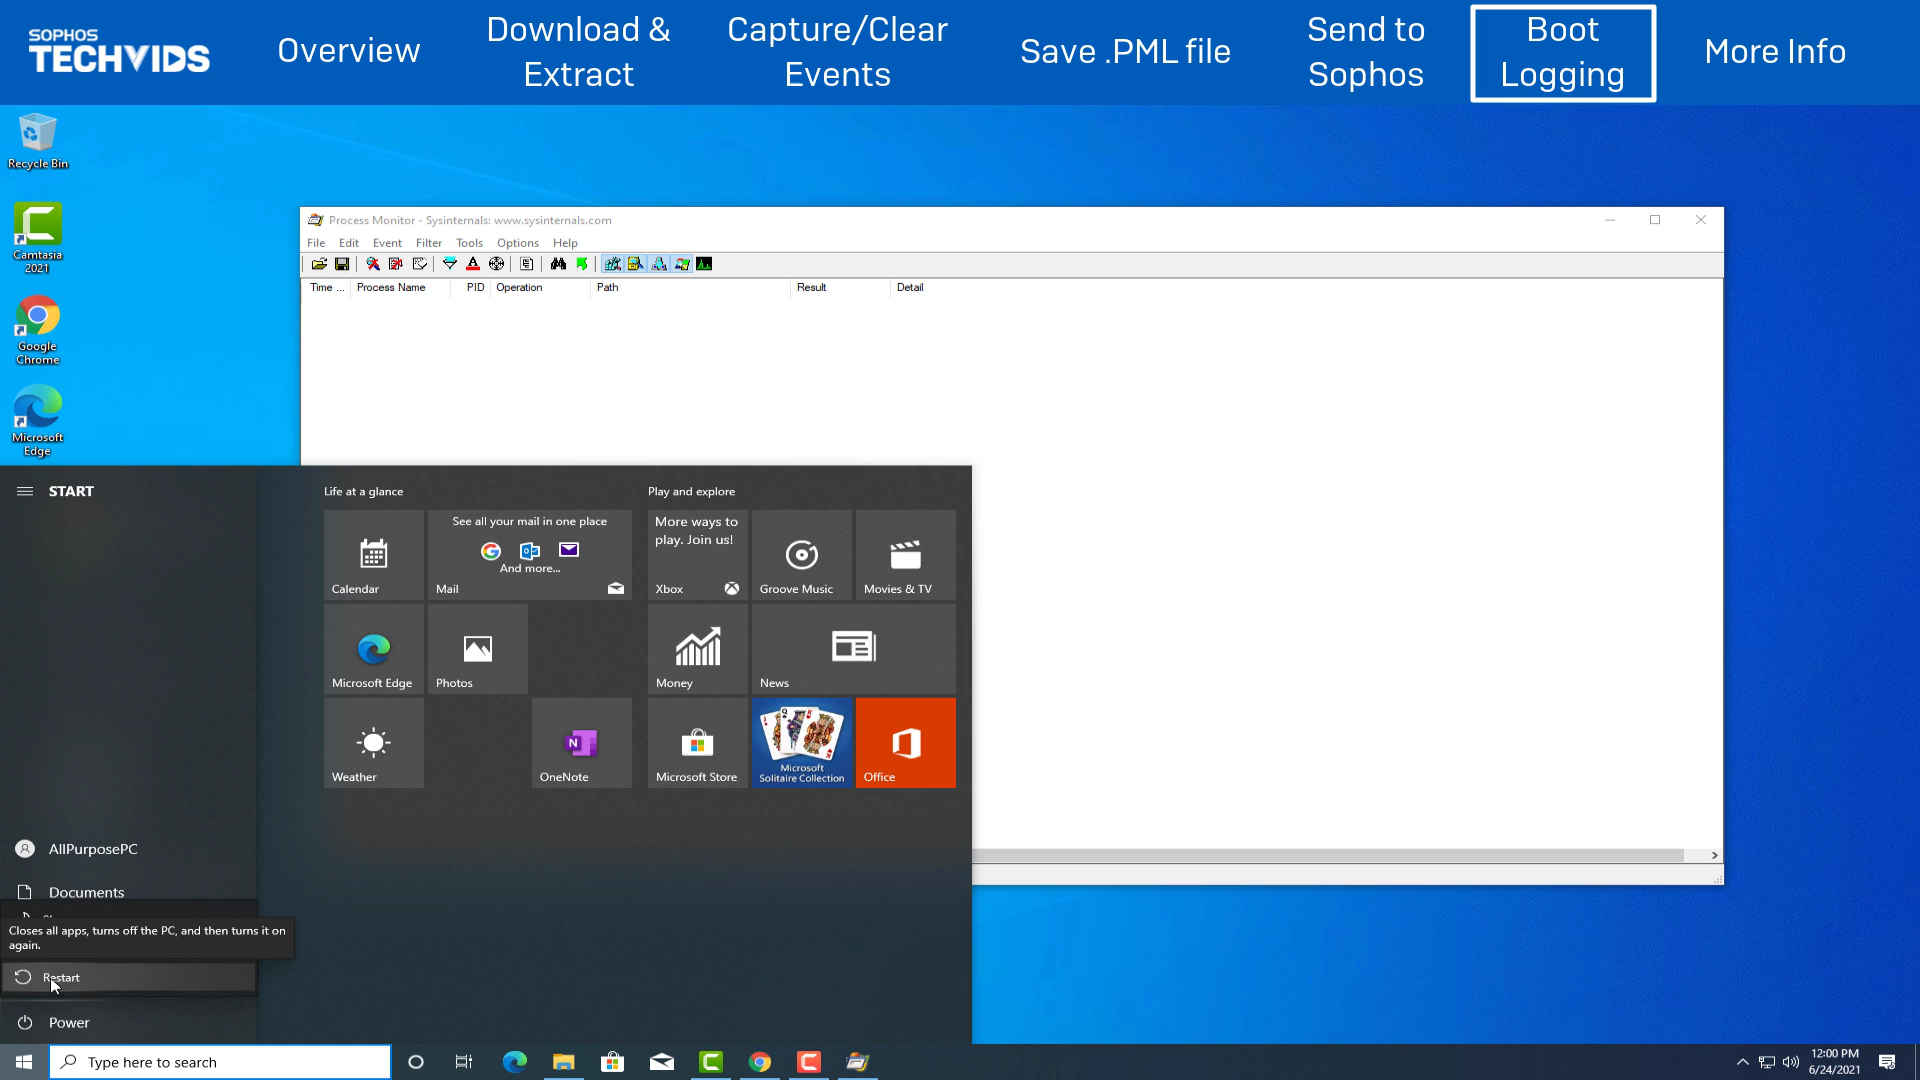 SOPHOS
TECHVIDS
Overview
Download &
Extract
Capture/Clear
Events
Save .PML file
Send to
Sophos
Boot
Logging
More Info
Recycle Bin
Camtasia
2021
Google
Chrome
Microsoft
Edge
Process Monitor - Sysinternals: www.sysinternals.com
File Edit Event Filter Tools Options Help
Time ... Process Name PID Operation Path Result Detail
START
Life at a glance
Play and explore
See all your mail in one place
And more...
Calendar
Mail
More ways to
play. Join us!
Xbox
Groove Music
Movies & TV
Microsoft Edge
Photos
Money
News
Weather
OneNote
Microsoft Store
Microsoft
Solitaire Collection
Office
AllPurposePC
Documents
Closes all apps, turns off the PC, and then turns it on
again.
Restart
Power
Type here to search
12:00 PM
6/24/2021